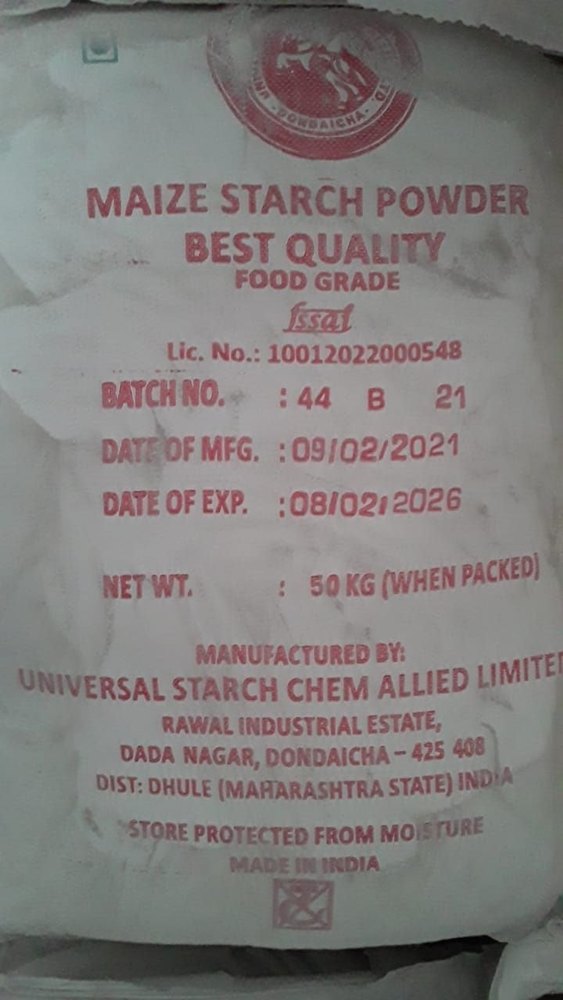 DONDAICHA
MAIZE STARCH POWDER
BEST QUALITY
FOOD GRADE
fssai
Lic. No.: 10012022000548
BATCH NO. : 44 B 21
DATE OF MFG. : 09/02/2021
DATE OF EXP. : 08/02/2026
NET WT. : 50 KG (WHEN PACKED)
MANUFACTURED BY:
UNIVERSAL STARCH CHEM ALLIED LIMITED
RAWAL INDUSTRIAL ESTATE,
DADA NAGAR, DONDAICHA – 425 408
DIST: DHULE (MAHARASHTRA STATE) INDIA
STORE PROTECTED FROM MOISTURE
MADE IN INDIA